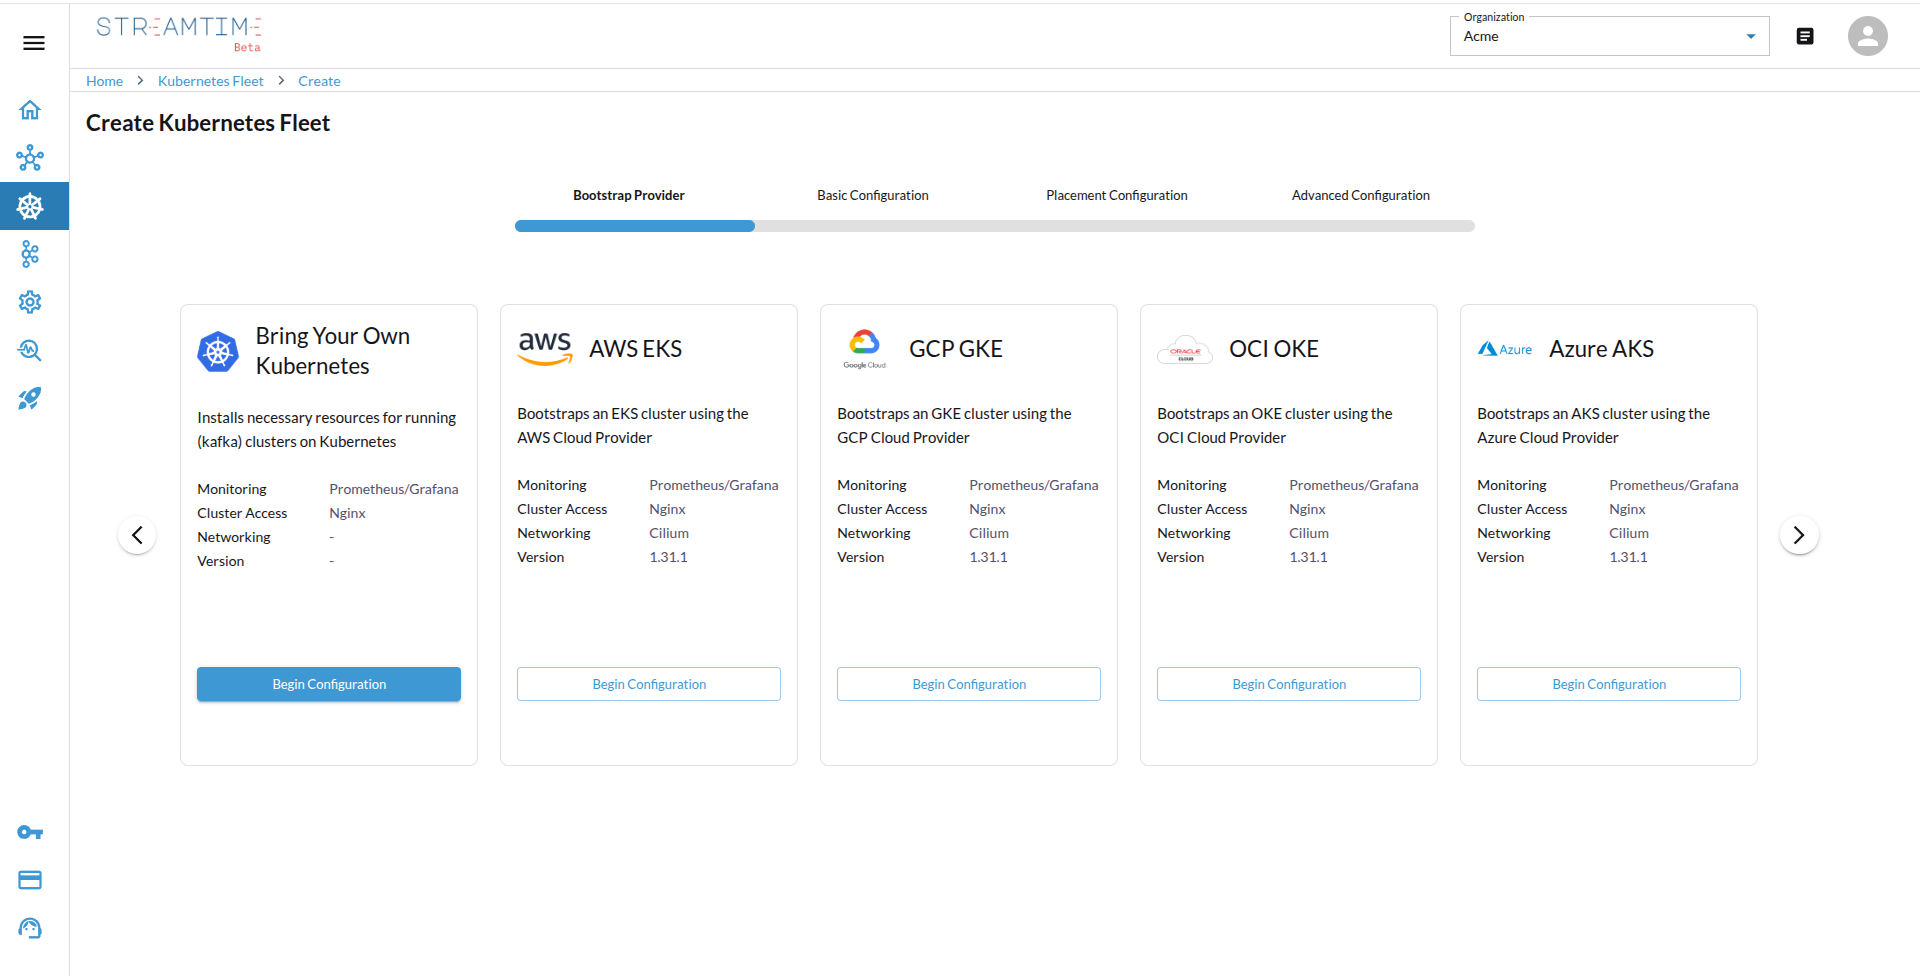 STREAMTIME
Beta
Organization
Acme
Home > Kubernetes Fleet > Create
Create Kubernetes Fleet
Bootstrap Provider
Basic Configuration
Placement Configuration
Advanced Configuration
Bring Your Own
Kubernetes
Installs necessary resources for running
(kafka) clusters on Kubernetes
Monitoring Prometheus/Grafana
Cluster Access Nginx
Networking -
Version -
Begin Configuration
aws
AWS EKS
Bootstraps an EKS cluster using the
AWS Cloud Provider
Monitoring Prometheus/Grafana
Cluster Access Nginx
Networking Cilium
Version 1.31.1
Begin Configuration
Google Cloud
GCP GKE
Bootstraps an GKE cluster using the
GCP Cloud Provider
Monitoring Prometheus/Grafana
Cluster Access Nginx
Networking Cilium
Version 1.31.1
Begin Configuration
ORACLE
CLOUD
OCI OKE
Bootstraps an OKE cluster using the
OCI Cloud Provider
Monitoring Prometheus/Grafana
Cluster Access Nginx
Networking Cilium
Version 1.31.1
Begin Configuration
Azure
Azure AKS
Bootstraps an AKS cluster using the
Azure Cloud Provider
Monitoring Prometheus/Grafana
Cluster Access Nginx
Networking Cilium
Version 1.31.1
Begin Configuration